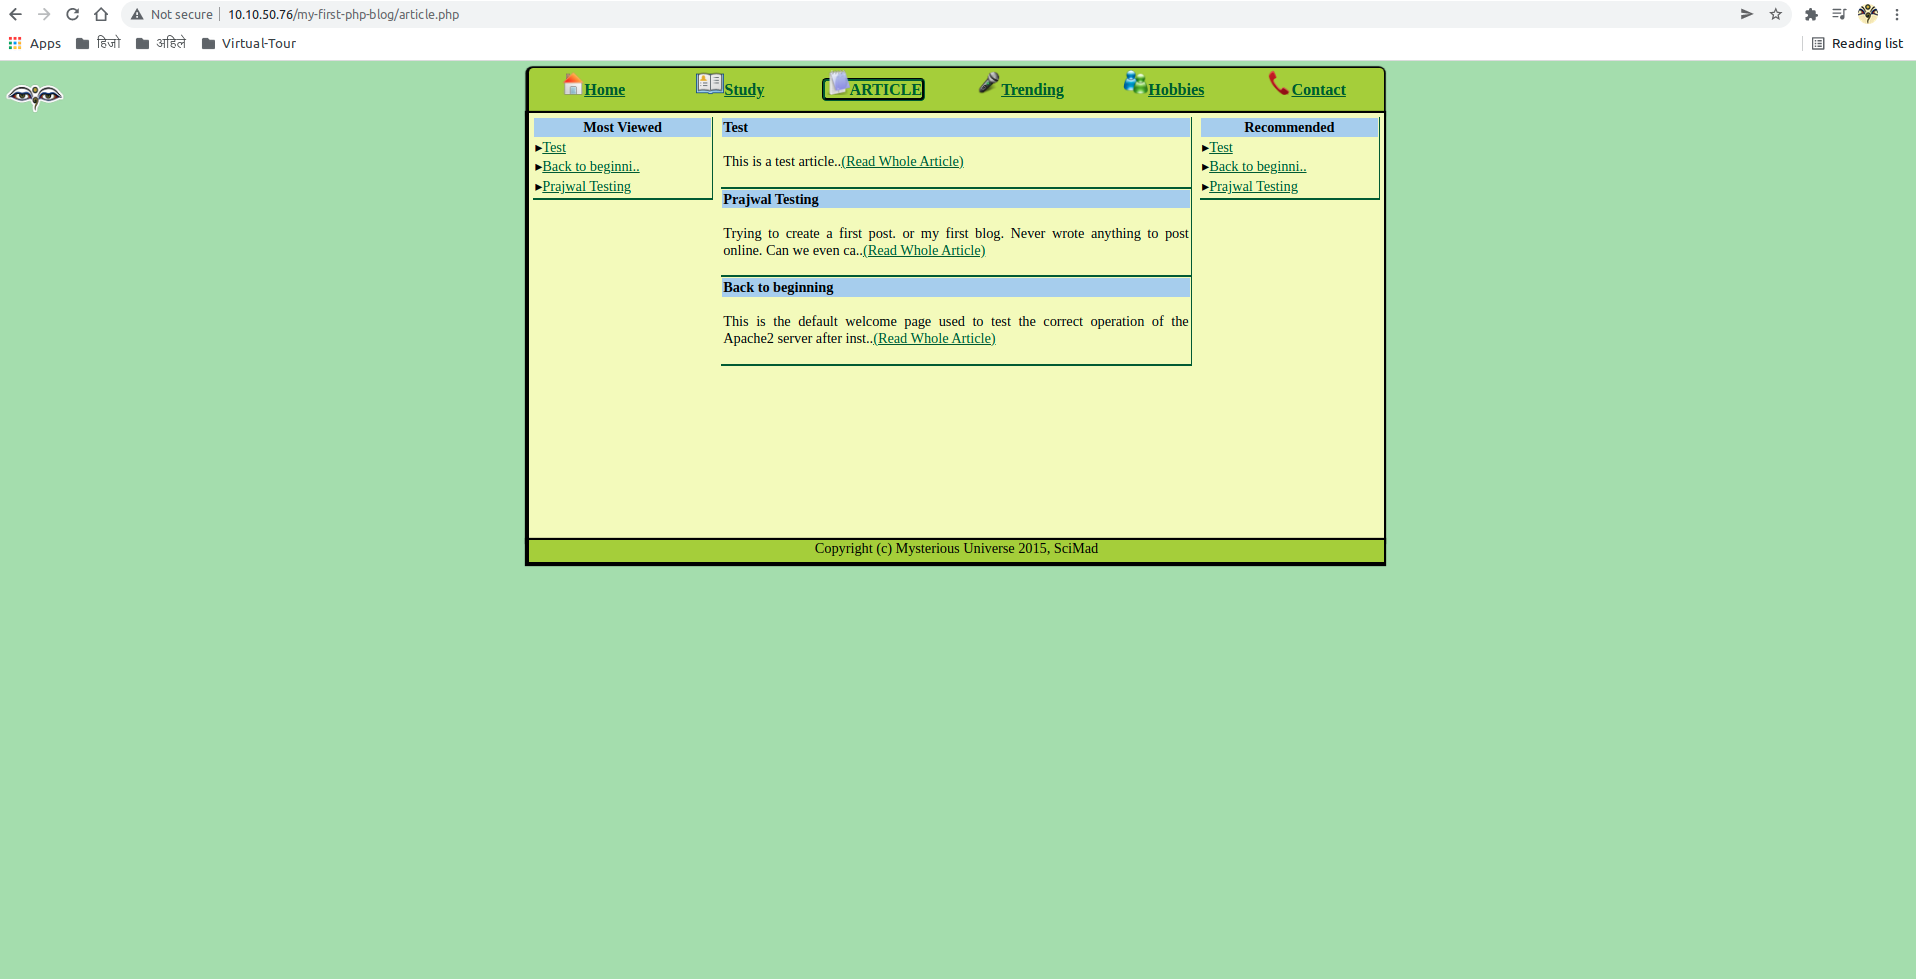 Not secure | 10.10.50.76/my-first-php-blog/article.php
Apps हिजो अहिले Virtual-Tour Reading list
Home Study ARTICLE Trending Hobbies Contact
Most Viewed
▸Test
▸Back to beginni..
▸Prajwal Testing
Test
This is a test article..(Read Whole Article)
Prajwal Testing
Trying to create a first post. or my first blog. Never wrote anything to post
online. Can we even ca..(Read Whole Article)
Back to beginning
This is the default welcome page used to test the correct operation of the
Apache2 server after inst..(Read Whole Article)
Recommended
▸Test
▸Back to beginni..
▸Prajwal Testing
Copyright (c) Mysterious Universe 2015, SciMad